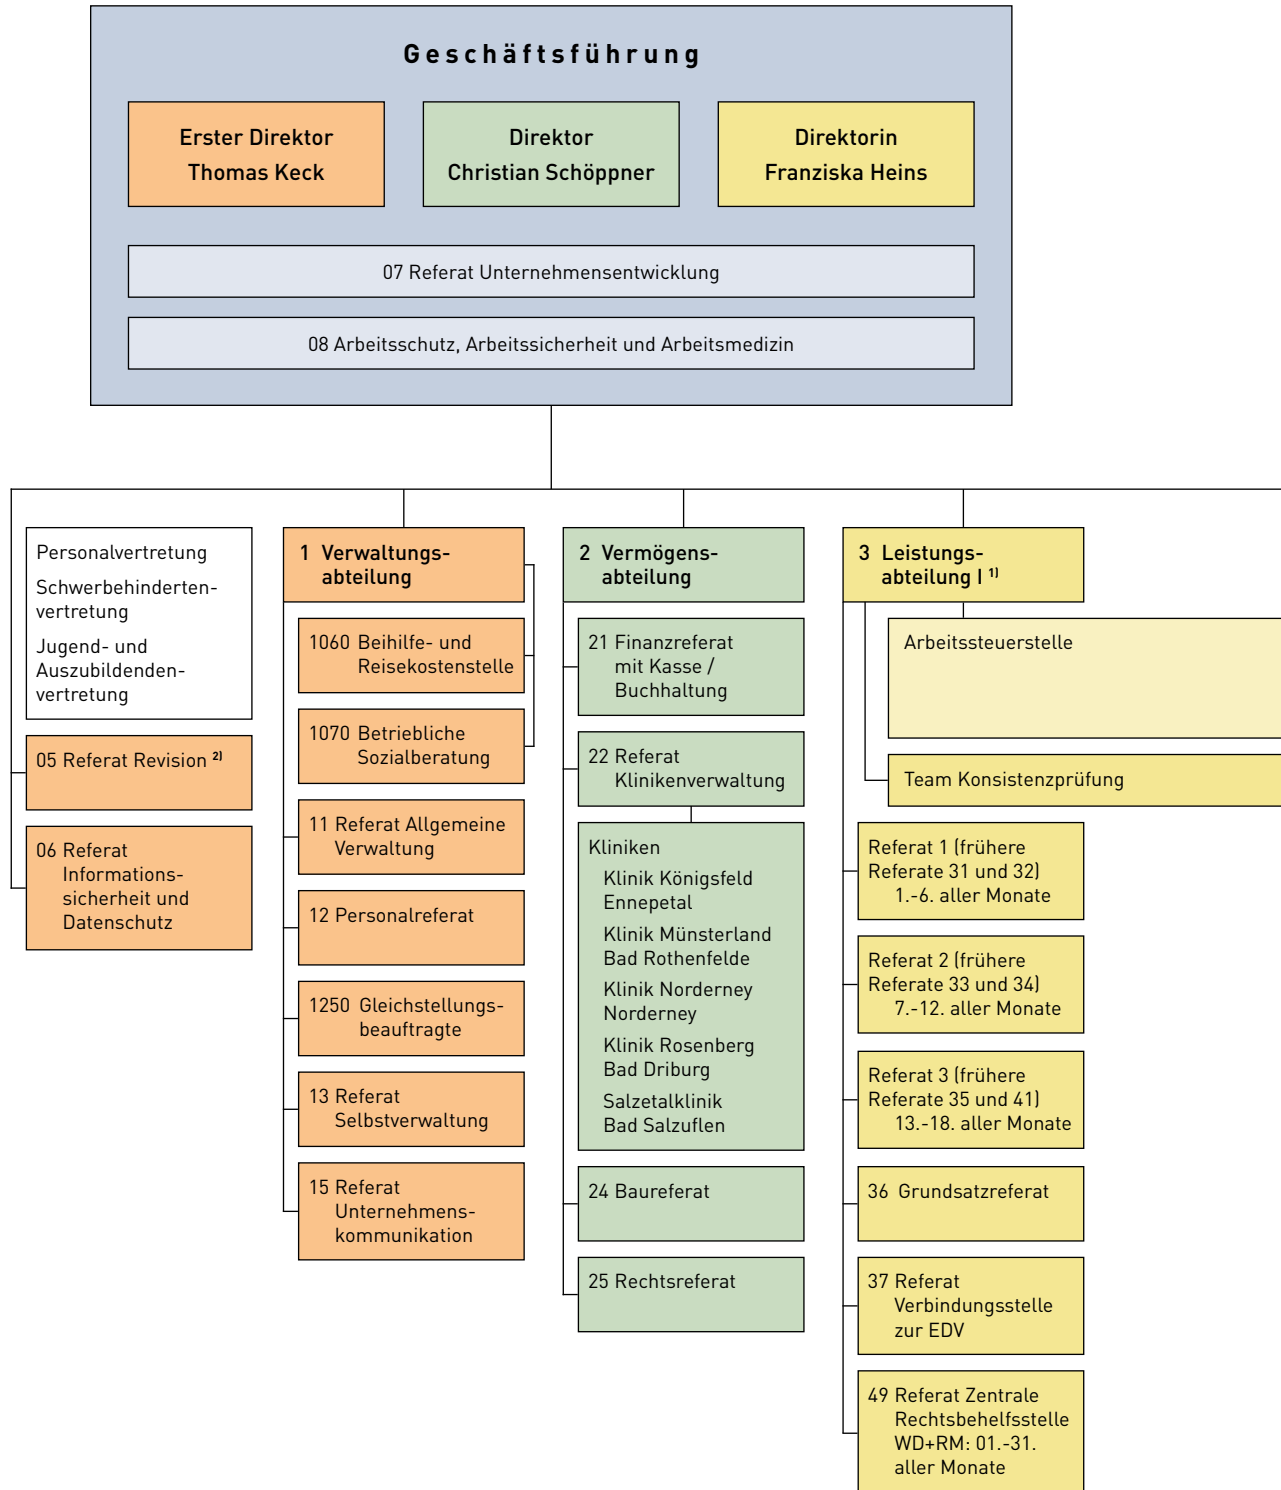 Geschäftsführung
Erster Direktor
Thomas Keck
Direktor
Christian Schöppner
Direktorin
Franziska Heins
07 Referat Unternehmensentwicklung
08 Arbeitsschutz, Arbeitssicherheit und Arbeitsmedizin
Personalvertretung
Schwerbehinderten-
vertretung
Jugend- und
Auszubildenden-
vertretung
05 Referat Revision 2)
06 Referat
Informations-
sicherheit und
Datenschutz
1 Verwaltungs-
abteilung
1060 Beihilfe- und
Reisekostenstelle
1070 Betriebliche
Sozialberatung
11 Referat Allgemeine
Verwaltung
12 Personalreferat
1250 Gleichstellungs-
beauftragte
13 Referat
Selbstverwaltung
15 Referat
Unternehmens-
kommunikation
2 Vermögens-
abteilung
21 Finanzreferat
mit Kasse /
Buchhaltung
22 Referat
Klinikenverwaltung
Kliniken
Klinik Königsfeld
Ennepetal
Klinik Münsterland
Bad Rothenfelde
Klinik Norderney
Norderney
Klinik Rosenberg
Bad Driburg
Salzetalklinik
Bad Salzuflen
24 Baureferat
25 Rechtsreferat
3 Leistungs-
abteilung I 1)
Arbeitssteuerstelle
Team Konsistenzprüfung
Referat 1 (frühere
Referate 31 und 32)
1.-6. aller Monate
Referat 2 (frühere
Referate 33 und 34)
7.-12. aller Monate
Referat 3 (frühere
Referate 35 und 41)
13.-18. aller Monate
36 Grundsatzreferat
37 Referat
Verbindungsstelle
zur EDV
49 Referat Zentrale
Rechtsbehelfsstelle
WD+RM: 01.-31.
aller Monate